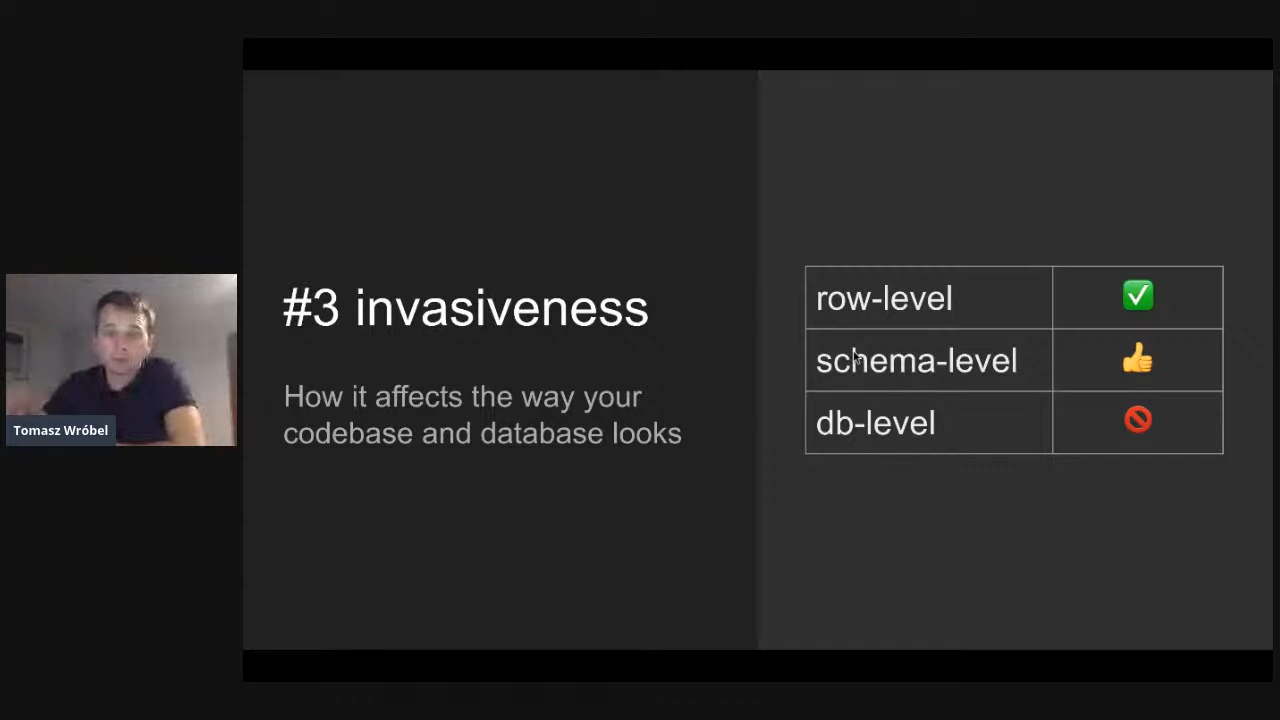 #3 invasiveness
How it affects the way your
codebase and database looks
row-level ✅
schema-level 👍
db-level 🚫
Tomasz Wróbel